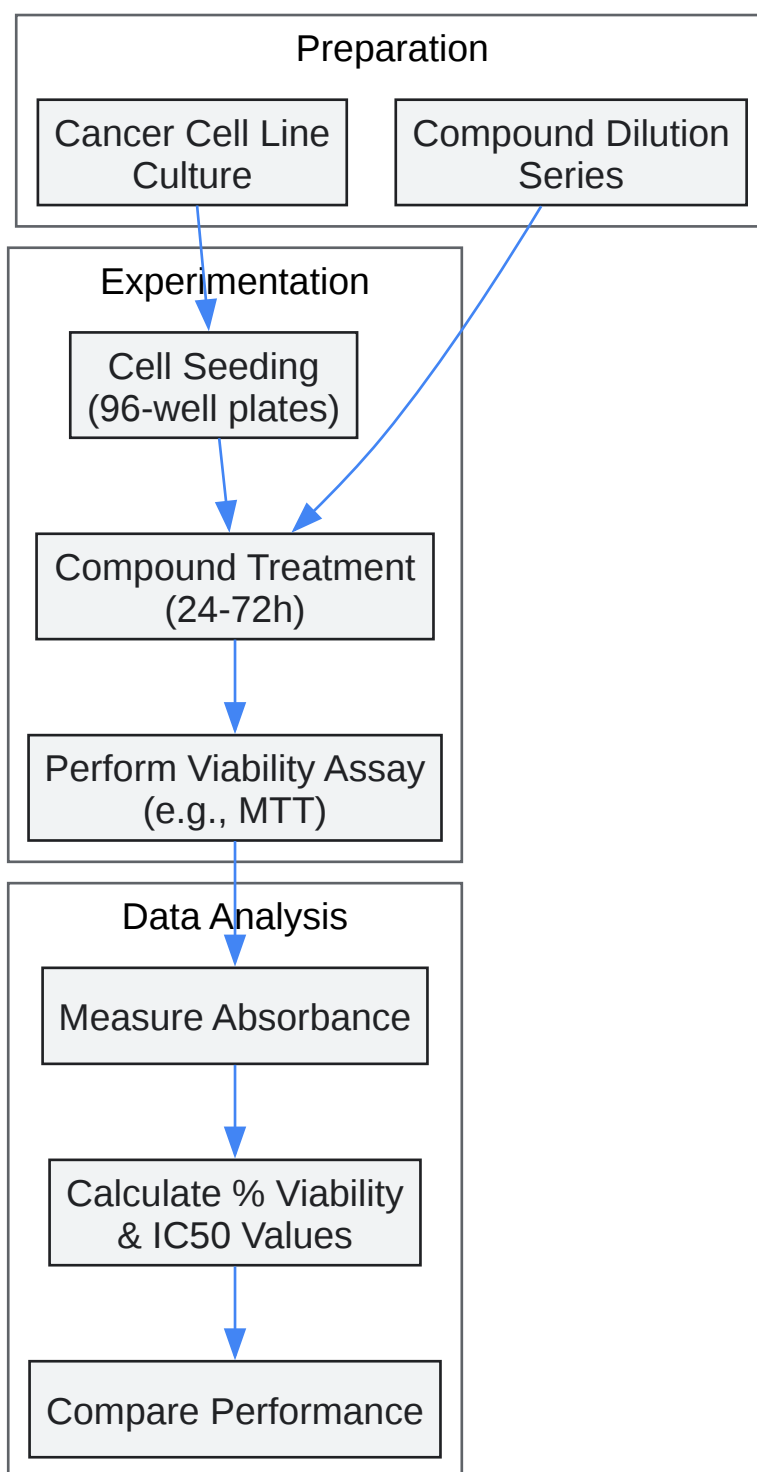 Preparation
Cancer Cell Line
Culture
Compound Dilution
Series
Experimentation
Cell Seeding
(96-well plates)
Compound Treatment
(24-72h)
Perform Viability Assay
(e.g., MTT)
Data Analysis
Measure Absorbance
Calculate % Viability
& IC50 Values
Compare Performance